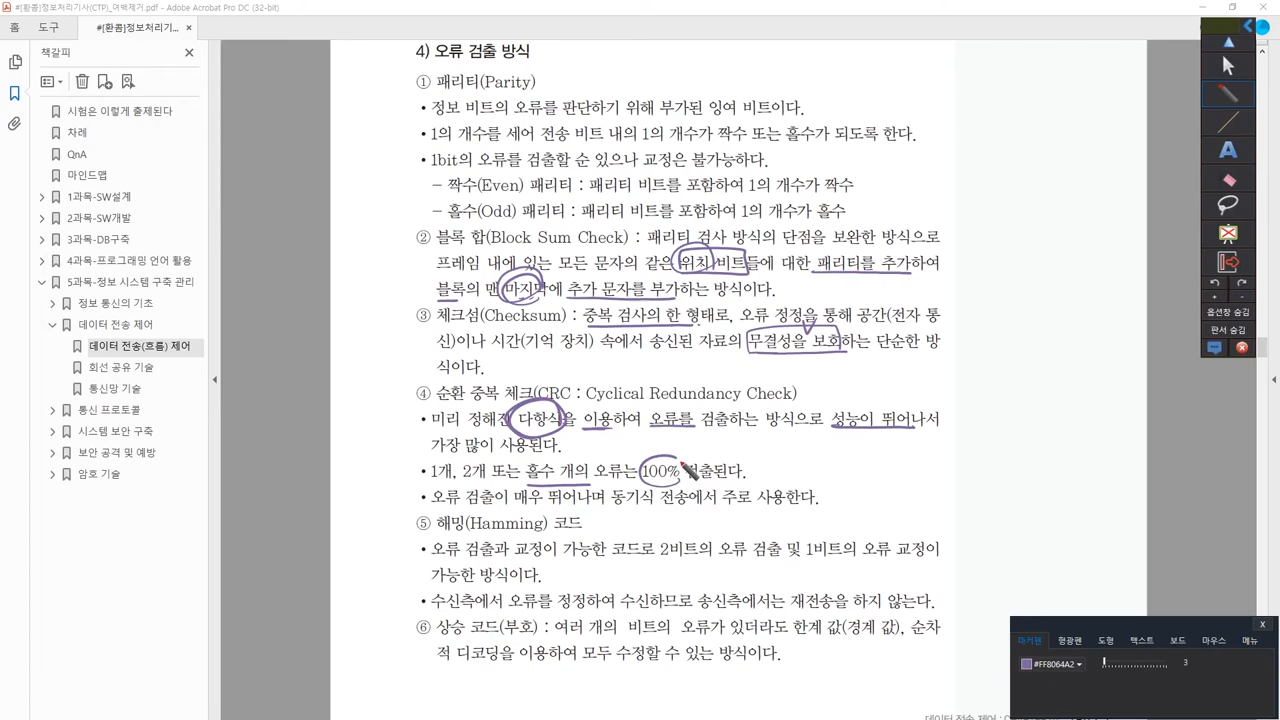 #[환콤]정보처리기사(CTP)_여백제거.pdf - Adobe Acrobat Pro DC (32-bit)
홈 도구 #[환콤]정보처리기... ×
책갈피
시험은 이렇게 출제된다
차례
QnA
마인드맵
1과목-SW설계
2과목-SW개발
3과목-DB구축
4과목-프로그래밍 언어 활용
5과목-정보 시스템 구축 관리
정보 통신의 기초
데이터 전송 제어
데이터 전송(흐름) 제어
회선 공유 기술
통신망 기술
통신 프로토콜
시스템 보안 구축
보안 공격 및 예방
암호 기술
4) 오류 검출 방식
① 패리티(Parity)
• 정보 비트의 오류를 판단하기 위해 부가된 잉여 비트이다.
• 1의 개수를 세어 전송 비트 내의 1의 개수가 짝수 또는 홀수가 되도록 한다.
• 1bit의 오류를 검출할 순 있으나 교정은 불가능하다.
− 짝수(Even) 패리티 : 패리티 비트를 포함하여 1의 개수가 짝수
− 홀수(Odd) 패리티 : 패리티 비트를 포함하여 1의 개수가 홀수
② 블록 합(Block Sum Check) : 패리티 검사 방식의 단점을 보완한 방식으로
프레임 내에 있는 모든 문자의 같은 위치 비트들에 대한 패리티를 추가하여
블록의 맨 마지막에 추가 문자를 부가하는 방식이다.
③ 체크섬(Checksum) : 중복 검사의 한 형태로, 오류 정정을 통해 공간(전자 통
신)이나 시간(기억 장치) 속에서 송신된 자료의 무결성을 보호하는 단순한 방
식이다.
④ 순환 중복 체크(CRC : Cyclical Redundancy Check)
• 미리 정해진 다항식을 이용하여 오류를 검출하는 방식으로 성능이 뛰어나서
가장 많이 사용된다.
• 1개, 2개 또는 홀수 개의 오류는 100% 검출된다.
• 오류 검출이 매우 뛰어나며 동기식 전송에서 주로 사용한다.
⑤ 해밍(Hamming) 코드
• 오류 검출과 교정이 가능한 코드로 2비트의 오류 검출 및 1비트의 오류 교정이
가능한 방식이다.
• 수신측에서 오류를 정정하여 수신하므로 송신측에서는 재전송을 하지 않는다.
⑥ 상승 코드(부호) : 여러 개의 비트의 오류가 있더라도 한계 값(경계 값), 순차
적 디코딩을 이용하여 모두 수정할 수 있는 방식이다.
데이터 전송 제어 :
옵션창 숨김
판서 숨김
X
마커펜 형광펜 도형 텍스트 보드 마우스 메뉴
#FF8064A2 3